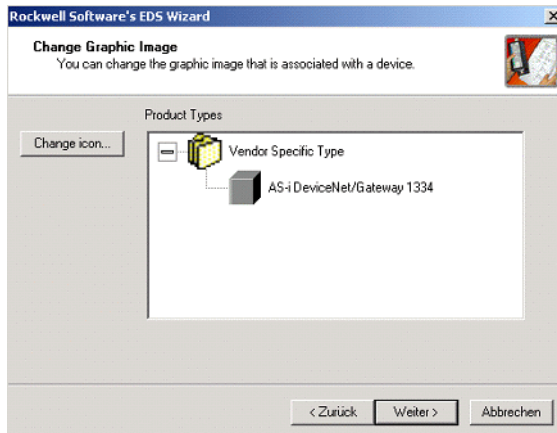 Rockwell Software's EDS Wizard
Change Graphic Image
You can change the graphic image that is associated with a device.
Product Types
Change icon...
Vendor Specific Type
AS-i DeviceNet/Gateway 1334
< Zurück
Weiter >
Abbrechen